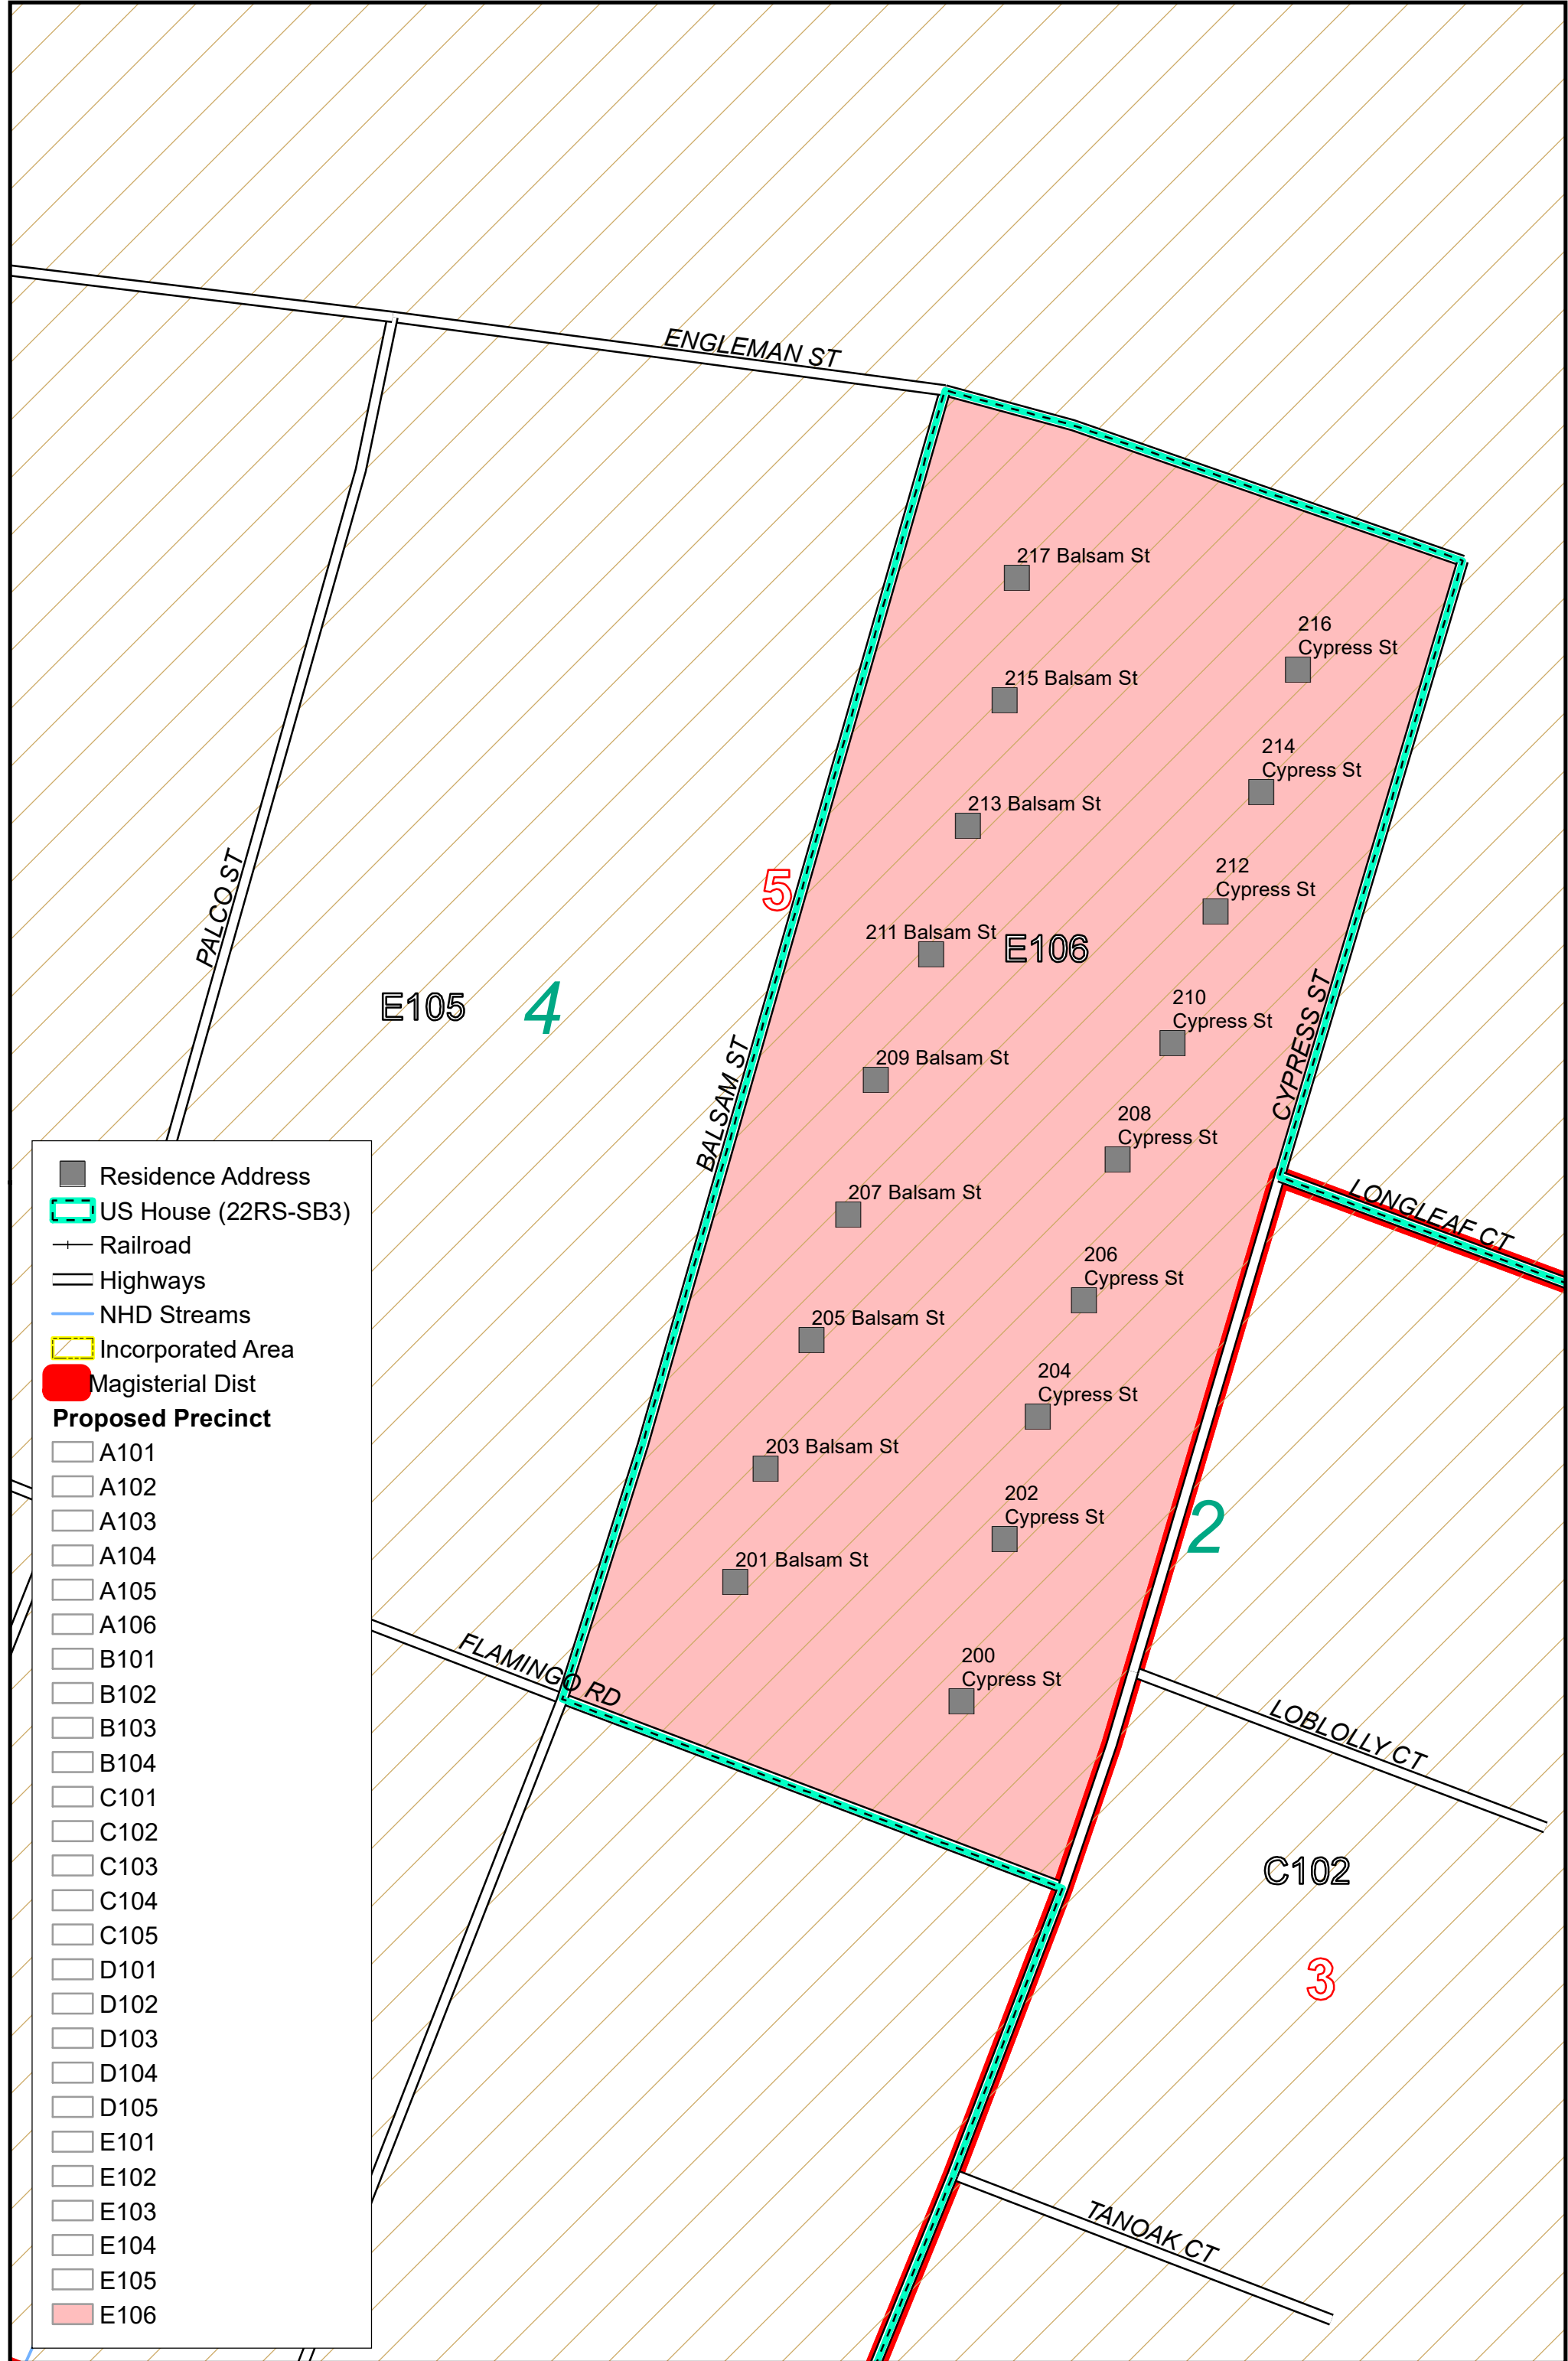 ENGLEMAN ST
217 Balsam St
216
Cypress St
215 Balsam St
214
Cypress St
213 Balsam St
PALCO ST
5
212
Cypress St
211 Balsam St
E106
E105
4
210
Cypress St
CYPRESS ST
BALSAM ST
209 Balsam St
208
Cypress St
207 Balsam St
LONGLEAF CT
206
Cypress St
205 Balsam St
204
Cypress St
203 Balsam St
202
Cypress St
2
201 Balsam St
FLAMINGO RD
200
Cypress St
LOBLOLLY CT
C102
3
TANOAK CT
Residence Address
US House (22RS-SB3)
Railroad
Highways
NHD Streams
Incorporated Area
Magisterial Dist
Proposed Precinct
A101
A102
A103
A104
A105
A106
B101
B102
B103
B104
C101
C102
C103
C104
C105
D101
D102
D103
D104
D105
E101
E102
E103
E104
E105
E106